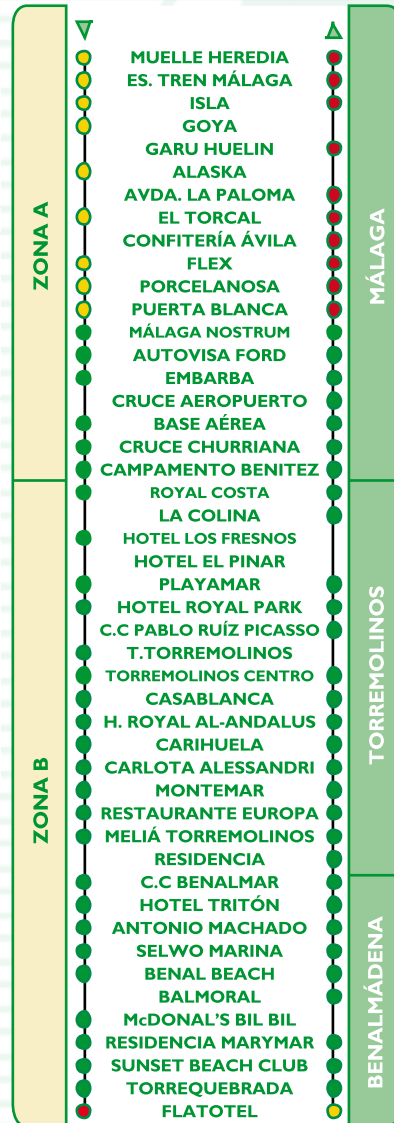 MUELLE HEREDIA
ES. TREN MÁLAGA
ISLA
GOYA
GARU HUELIN
ALASKA
AVDA. LA PALOMA
EL TORCAL
CONFITERÍA ÁVILA
FLEX
PORCELANOSA
PUERTA BLANCA
MÁLAGA NOSTRUM
AUTOVISA FORD
EMBARBA
CRUCE AEROPUERTO
BASE AÉREA
CRUCE CHURRIANA
CAMPAMENTO BENITEZ
ROYAL COSTA
LA COLINA
HOTEL LOS FRESNOS
HOTEL EL PINAR
PLAYAMAR
HOTEL ROYAL PARK
C.C PABLO RUÍZ PICASSO
T.TORREMOLINOS
TORREMOLINOS CENTRO
CASABLANCA
H. ROYAL AL-ANDALUS
CARIHUELA
CARLOTA ALESSANDRI
MONTEMAR
RESTAURANTE EUROPA
MELIÁ TORREMOLINOS
RESIDENCIA
C.C BENALMAR
HOTEL TRITÓN
ANTONIO MACHADO
SELWO MARINA
BENAL BEACH
BALMORAL
McDONAL'S BIL BIL
RESIDENCIA MARYMAR
SUNSET BEACH CLUB
TORREQUEBRADA
FLATOTEL
ZONA A
ZONA B
MÁLAGA
TORREMOLINOS
BENALMÁDENA